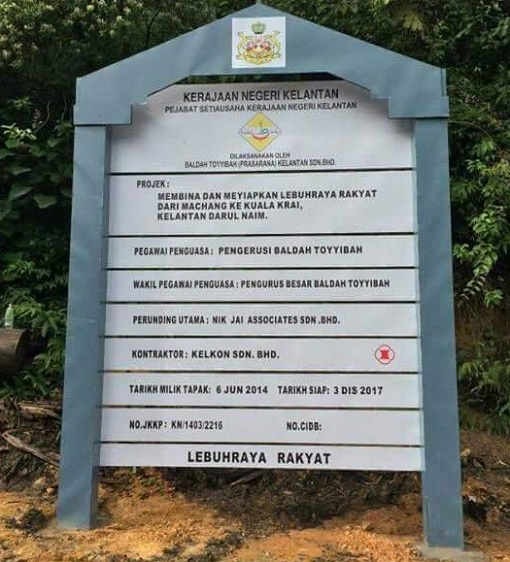 KERAJAAN NEGERI KELANTAN
PEJABAT SETIAUSAHA KERAJAAN NEGERI KELANTAN
DILAKSANAKAN OLEH
BALDAH TOYYIBAH (PRASARANA) KELANTAN SDN.BHD.
PROJEK :
MEMBINA DAN MEYIAPKAN LEBUHRAYA RAKYAT
DARI MACHANG KE KUALA KRAI,
KELANTAN DARUL NAIM.
PEGAWAI PENGUASA : PENGERUSI BALDAH TOYYIBAH
WAKIL PEGAWAI PENGUASA : PENGURUS BESAR BALDAH TOYYIBAH
PERUNDING UTAMA : NIK JAI ASSOCIATES SDN .BHD.
KONTRAKTOR : KELKON SDN. BHD.
TARIKH MILIK TAPAK: 6 JUN 2014 TARIKH SIAP: 3 DIS 2017
NO.JKKP : KN/1403/2216 NO.CIDB:
LEBUHRAYA RAKYAT